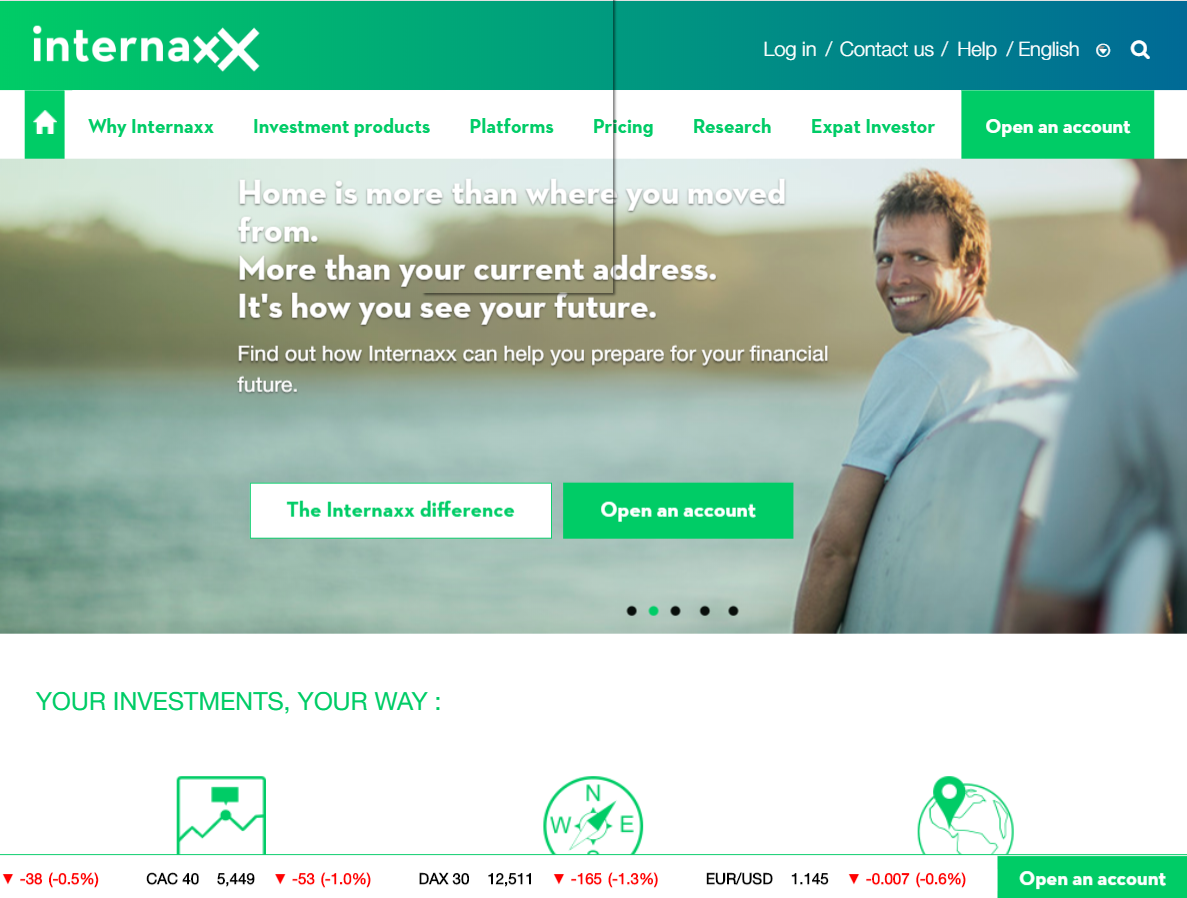 internaxx
Log in / Contact us / Help / English
Why Internaxx
Investment products
Platforms
Pricing
Research
Expat Investor
Open an account
Home is more than where you moved
from.
More than your current address.
It's how you see your future.
Find out how Internaxx can help you prepare for your financial
future.
The Internaxx difference
Open an account
YOUR INVESTMENTS, YOUR WAY :
N
W E
▼ -38 (-0.5%) CAC 40 5,449 ▼ -53 (-1.0%) DAX 30 12,511 ▼ -165 (-1.3%) EUR/USD 1.145 ▼ -0.007 (-0.6%) Open an account